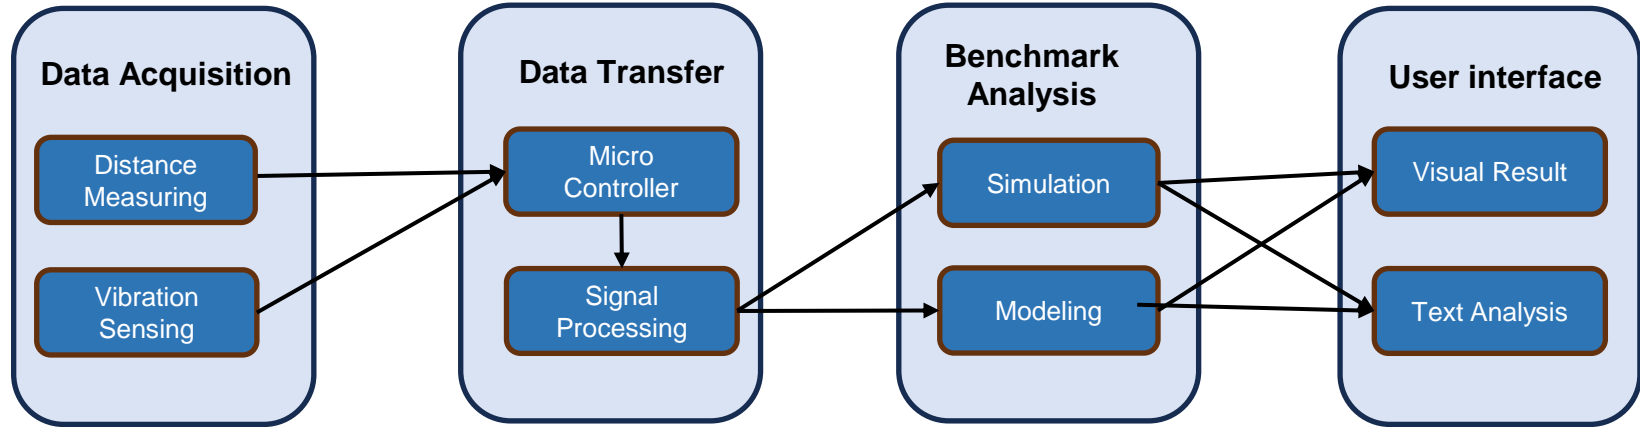 Data Acquisition
Distance
Measuring
Vibration
Sensing
Data Transfer
Micro
Controller
Signal
Processing
Benchmark
Analysis
Simulation
Modeling
User interface
Visual Result
Text Analysis